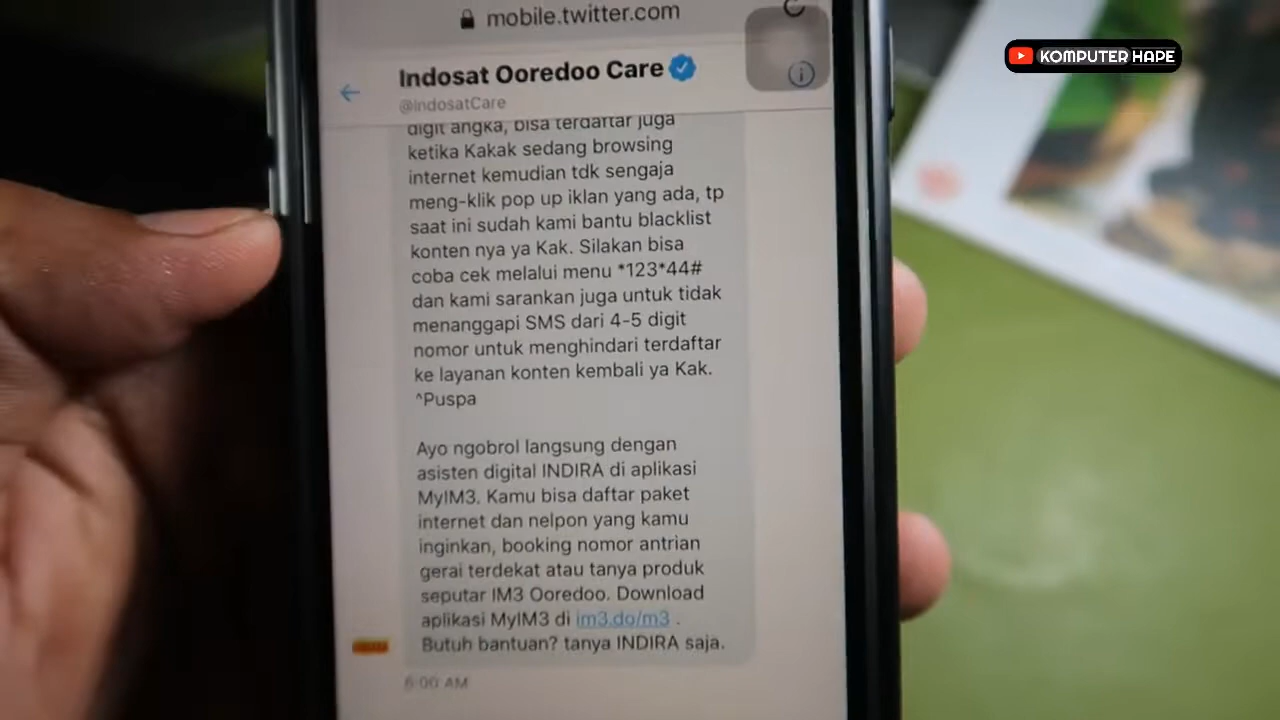 mobile.twitter.com
KOMPUTER HAPE
Indosat Ooredoo Care
@IndosatCare
digit angka, bisa terdaftar juga
ketika Kakak sedang browsing
internet kemudian tdk sengaja
meng-klik pop up iklan yang ada, tp
saat ini sudah kami bantu blacklist
konten nya ya Kak. Silakan bisa
coba cek melalui menu *123*44#
dan kami sarankan juga untuk tidak
menanggapi SMS dari 4-5 digit
nomor untuk menghindari terdaftar
ke layanan konten kembali ya Kak.
^Puspa
Ayo ngobrol langsung dengan
asisten digital INDIRA di aplikasi
MyIM3. Kamu bisa daftar paket
internet dan nelpon yang kamu
inginkan, booking nomor antrian
gerai terdekat atau tanya produk
seputar IM3 Ooredoo. Download
aplikasi MyIM3 di im3.do/m3 .
Butuh bantuan? tanya INDIRA saja.
6:00 AM